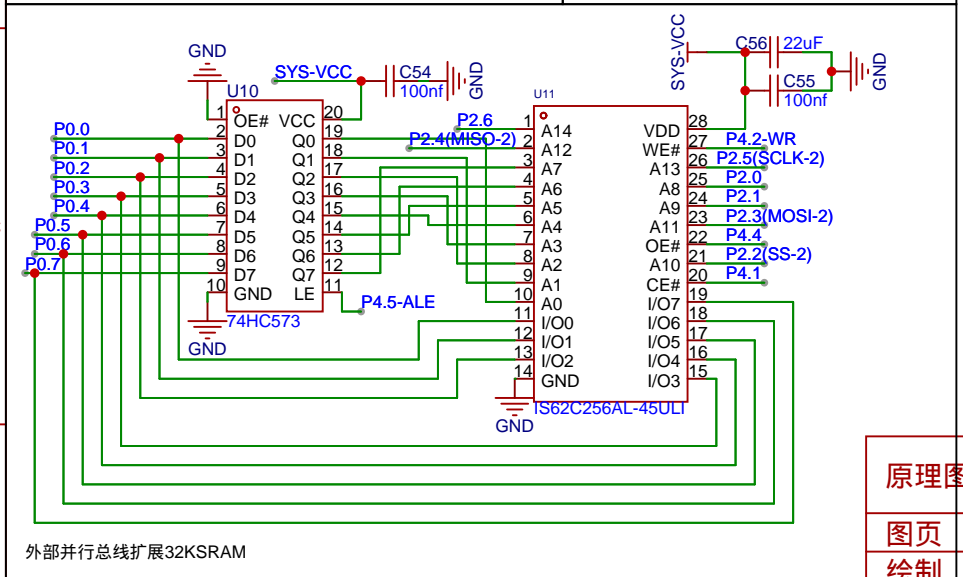 GND
SYS-VCC
C54
100nf
GND
U10
1 OE# VCC 20
P0.0 2 D0 Q0 19
P0.1 3 D1 Q1 18
P0.2 4 D2 Q2 17
P0.3 5 D3 Q3 16
P0.4 6 D4 Q4 15
P0.5 7 D5 Q5 14
P0.6 8 D6 Q6 13
P0.7 9 D7 Q7 12
10 GND LE 11 P4.5-ALE
74HC573
GND
SYS-VCC
C56 22uF
C55
100nf
GND
U11
P2.6 1 A14 VDD 28
P2.4(MISO-2) 2 A12 WE# 27 P4.2-WR
3 A7 A13 26 P2.5(SCLK-2)
4 A6 A8 25 P2.0
5 A5 A9 24 P2.1
6 A4 A11 23 P2.3(MOSI-2)
7 A3 OE# 22 P4.4
8 A2 A10 21 P2.2(SS-2)
9 A1 CE# 20 P4.1
10 A0 I/O7 19
11 I/O0 I/O6 18
12 I/O1 I/O5 17
13 I/O2 I/O4 16
14 GND I/O3 15
IS62C256AL-45ULI
GND
外部并行总线扩展32KSRAM
原理图
图页
绘制